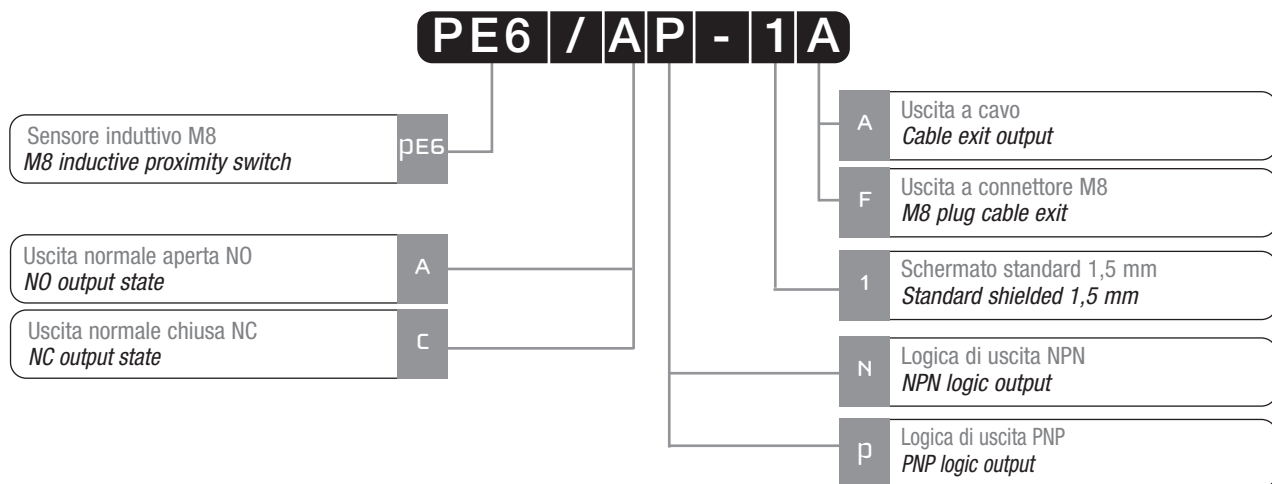 PE6/AP-1A
Sensore induttivo M8
M8 inductive proximity switch
PE6
Uscita normale aperta NO
NO output state
A
Uscita normale chiusa NC
NC output state
C
A
Uscita a cavo
Cable exit output
F
Uscita a connettore M8
M8 plug cable exit
1
Schermato standard 1,5 mm
Standard shielded 1,5 mm
N
Logica di uscita NPN
NPN logic output
P
Logica di uscita PNP
PNP logic output